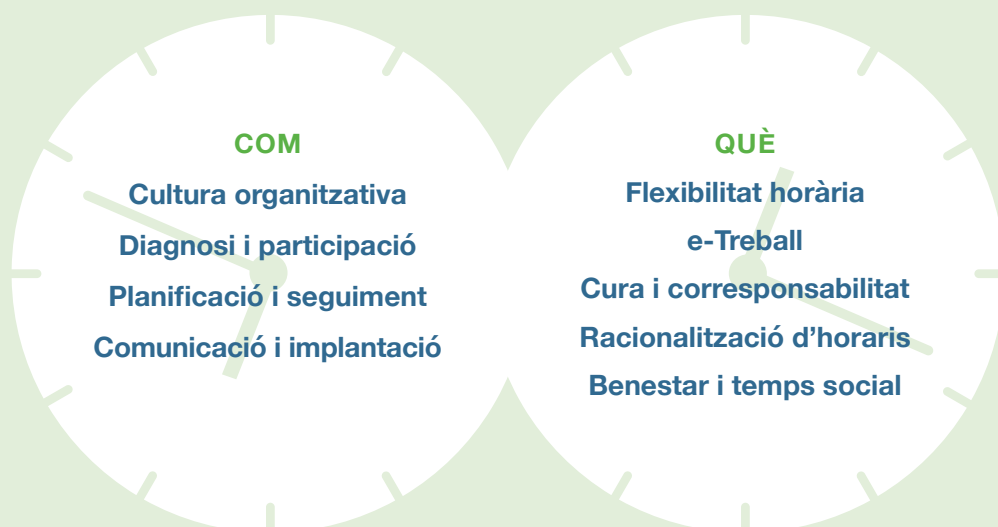 COM
Cultura organitzativa
Diagnosi i participació
Planificació i seguiment
Comunicació i implantació
QUÈ
Flexibilitat horària
e-Treball
Cura i corresponsabilitat
Racionalització d’horaris
Benestar i temps social